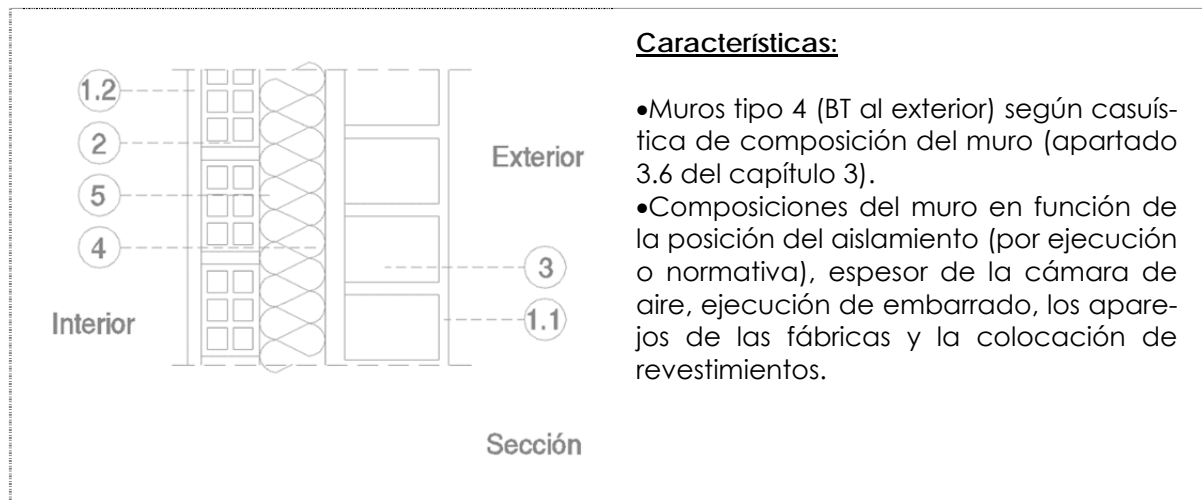 1.2
2
5
4
Interior
Exterior
3
1.1
Sección
Características:
•Muros tipo 4 (BT al exterior) según casuís-
tica de composición del muro (apartado
3.6 del capítulo 3).
•Composiciones del muro en función de
la posición del aislamiento (por ejecución
o normativa), espesor de la cámara de
aire, ejecución de embarrado, los apare-
jos de las fábricas y la colocación de
revestimientos.